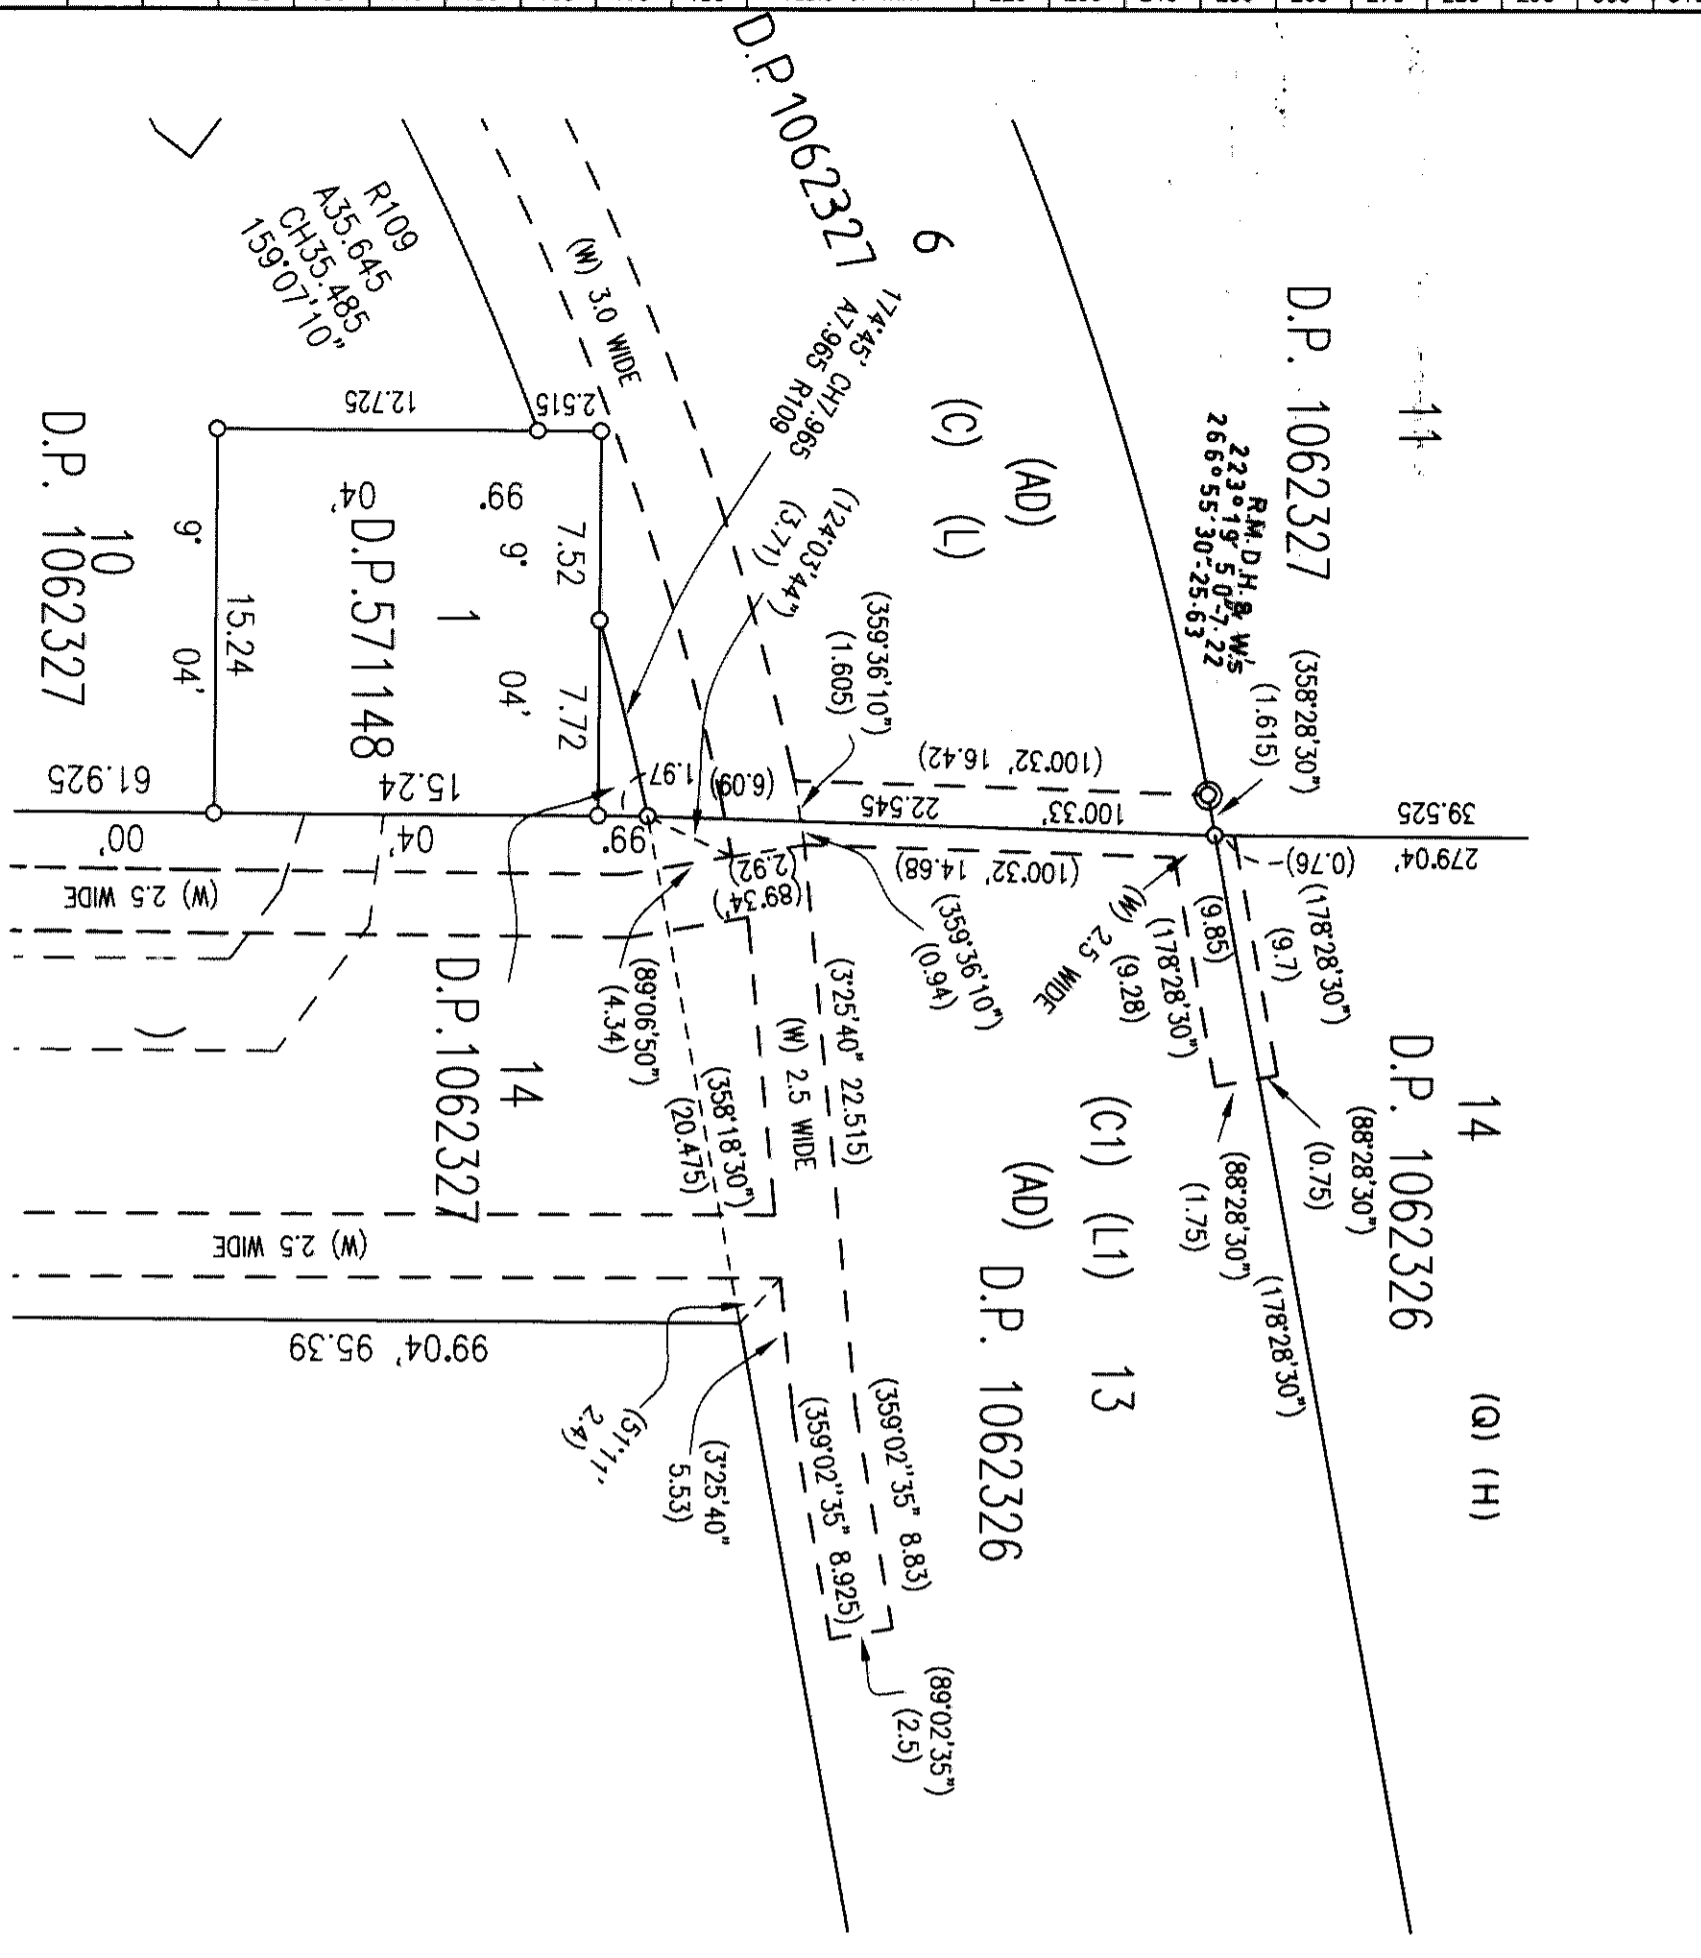 11
D.P. 1062327
R.M. D.H. & W's
223°19'50"-7.22
266°55'30"-25.63
(358°28'30")
(1.615)
39.525
279°04'
(0.76)
(178°28'30")
(9.7)
(9.85)
14
D.P. 1062326
(Q) (H)
(88°28'30")
(0.75)
(88°28'30")
(1.75)
(178°28'30")
(178°28'30")
(9.28)
(W) 2.5 WIDE
D.P. 1062327
6
(C) (L)
(AD)
174°45' CH7.965
A7.965 R109
(124°03'44")
(3.71)
(359°36'10")
(1.605)
(100°32' 16.42)
22.545
100°33'
(100°32' 14.68)
(359°36'10")
(0.94)
(6.09)
1.97
(2.92)
(89°34')
(C1) (L1) 13
(AD)
D.P. 1062326
(W) 3.0 WIDE
R109
A35.645
CH35.485
159°07'10"
12.725
2.515
7.52
7.72
99°
04'
9°
04'
1
D.P.571148
15.24
9°
04'
15.24
99°
04'
00'
61.925
10
D.P. 1062327
(W) 2.5 WIDE
(89°06'50")
(4.34)
(3°25'40" 22.515)
(W) 2.5 WIDE
(358°18'30")
(20.475)
14
D.P.1062327
(W) 2.5 WIDE
99°04' 95.39
(51°11'
2.4)
(3°25'40"
5.53)
(359°02"35" 8.83)
(359°02"35" 8.925)
(89°02'35")
(2.5)